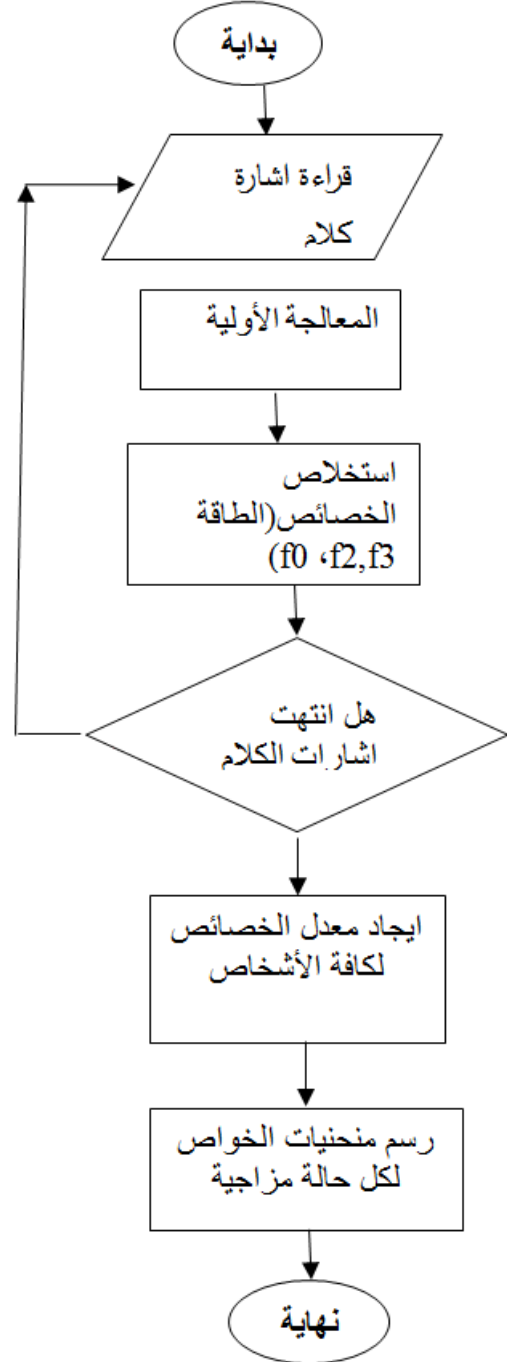 بداية
قراءة اشارة
كلام
المعالجة الأولية
استخلاص
الخصائص(الطاقة
(f0 ،f2,f3
هل انتهت
اشارات الكلام
ايجاد معدل الخصائص
لكافة الأشخاص
رسم منحنيات الخواص
لكل حالة مزاجية
نهاية